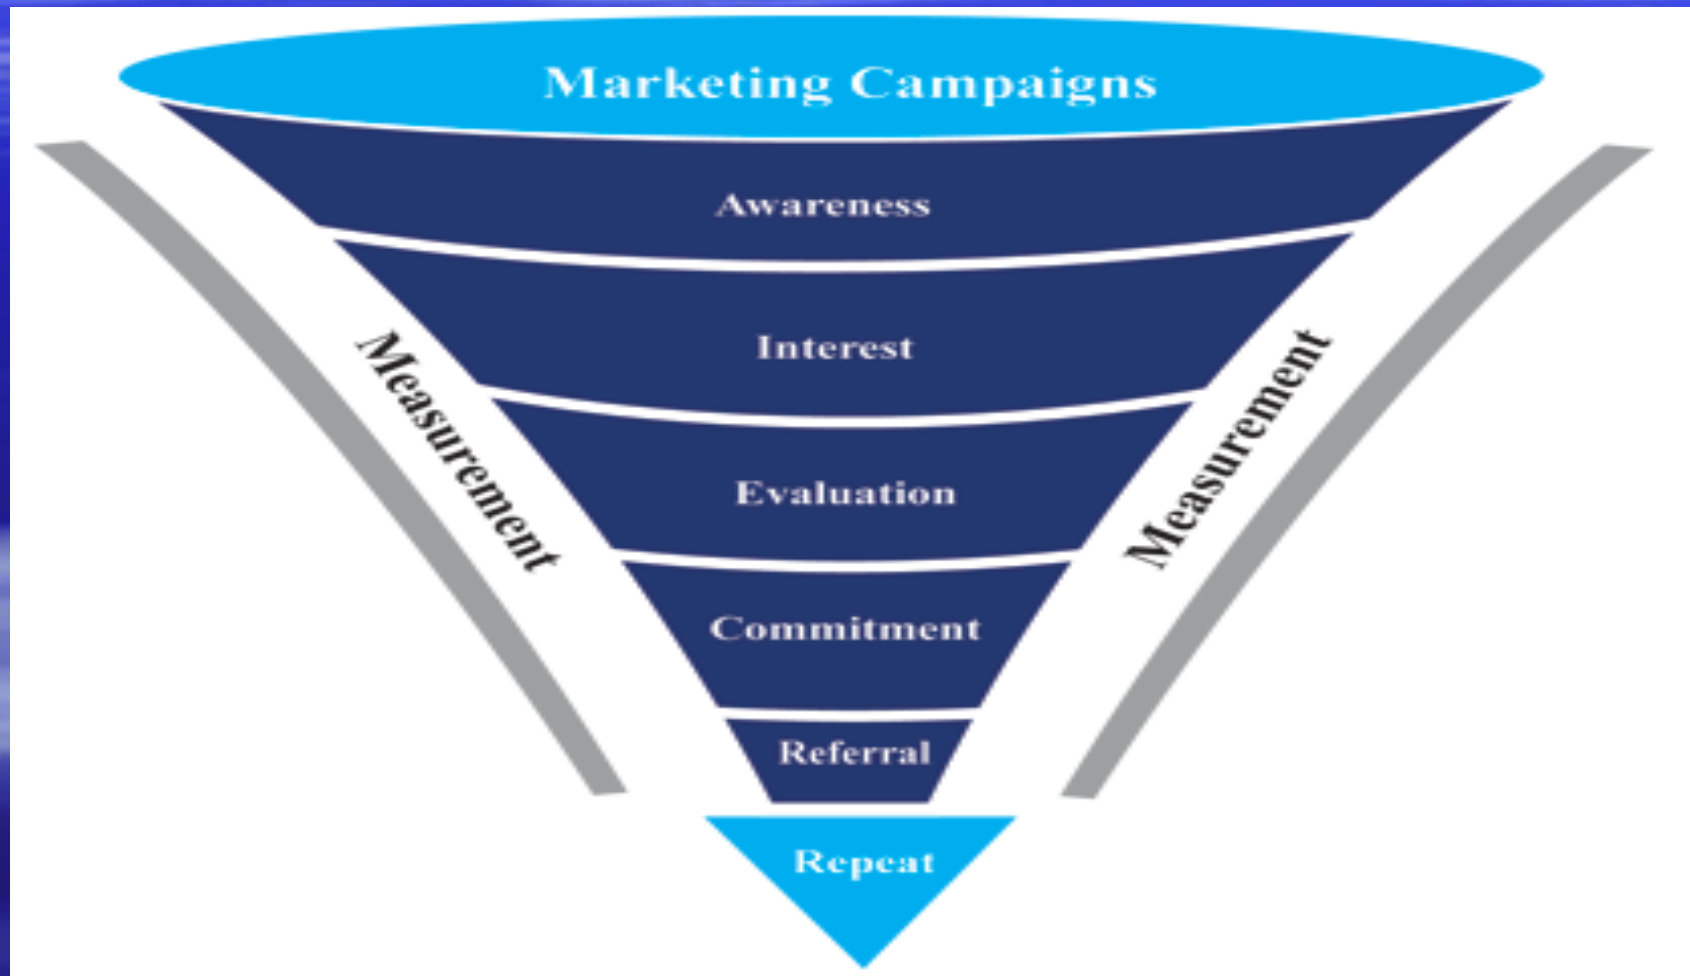 Marketing Campaigns
Awareness
Interest
Measurement
Measurement
Evaluation
Commitment
Referral
Repeat